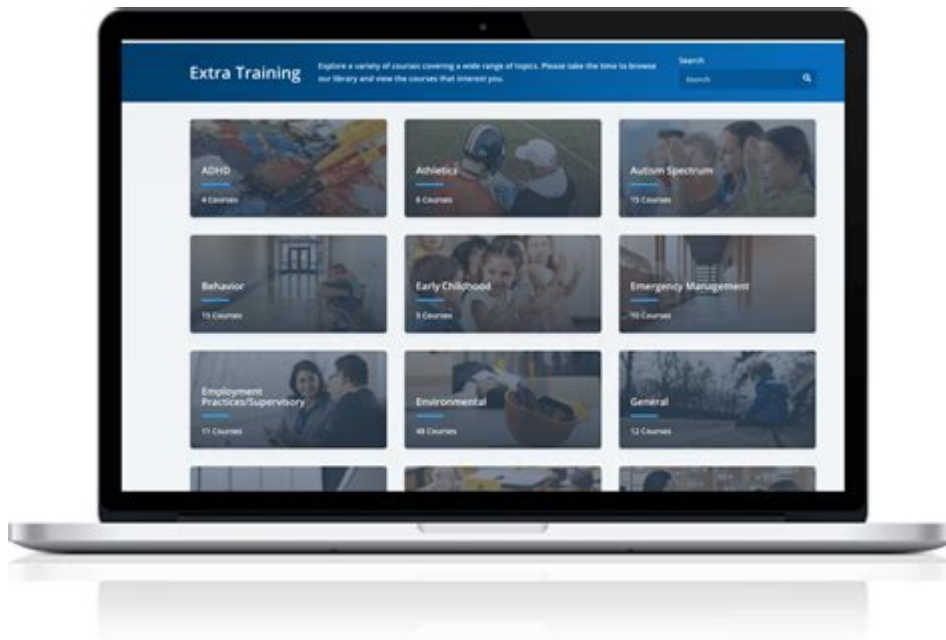 Extra Training
Explore a variety of courses covering a wide range of topics. Please take the time to browse
our library and view the courses that interest you.
Search
Search
ADHD
4 Courses
Athletics
6 Courses
Autism Spectrum
15 Courses
Behavior
15 Courses
Early Childhood
Courses
Emergency Management
10 Courses
Employment
Practices/Supervisory
11 Courses
Environmental
48 Courses
General
12 Courses